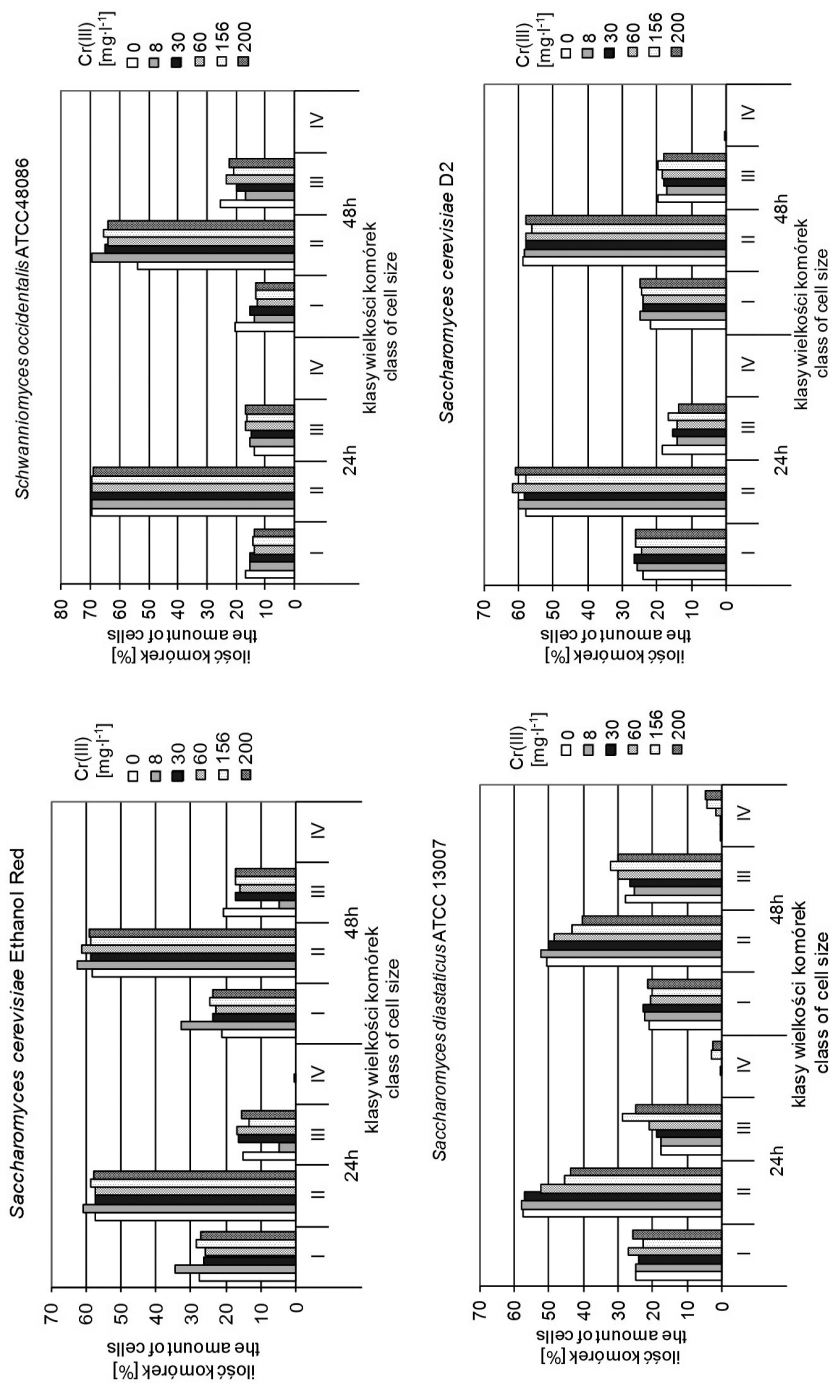 Saccharomyces cerevisiae Ethanol Red
ilość komórek [%]
the amount of cells
70
60
50
40
30
20
10
0
I II III IV I II III IV
24h 48h
klasy wielkości komórek
class of cell size
Cr(III)
[mg·l-1]
0
8
30
60
156
200
Schwanniomyces occidentalis ATCC48086
ilość komórek [%]
the amount of cells
80
70
60
50
40
30
20
10
0
I II III IV I II III IV
24h 48h
klasy wielkości komórek
class of cell size
Cr(III)
[mg·l-1]
0
8
30
60
156
200
Saccharomyces diastaticus ATCC 13007
ilość komórek [%]
the amount of cells
70
60
50
40
30
20
10
0
I II III IV I II III IV
24h 48h
klasy wielkości komórek
class of cell size
Cr(III)
[mg·l-1]
0
8
30
60
156
200
Saccharomyces cerevisiae D2
ilość komórek [%]
the amount of cells
70
60
50
40
30
20
10
0
I II III IV I II III IV
24h 48h
klasy wielkości komórek
class of cell size
Cr(III)
[mg·l-1]
0
8
30
60
156
200